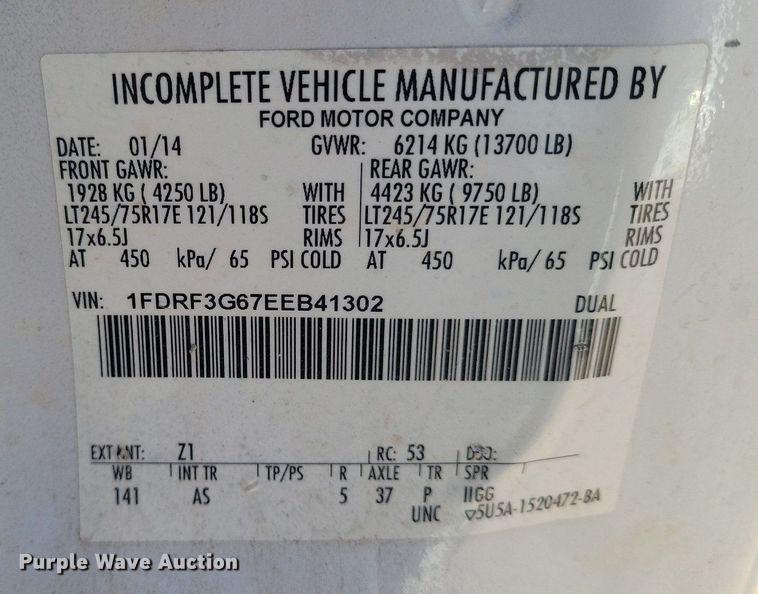 INCOMPLETE VEHICLE MANUFACTURED BY
FORD MOTOR COMPANY
DATE: 01/14 GVWR: 6214 KG (13700 LB)
FRONT GAWR: REAR GAWR:
1928 KG ( 4250 LB) WITH 4423 KG ( 9750 LB) WITH
LT245/75R17E 121/118S TIRES LT245/75R17E 121/118S TIRES
17x6.5J RIMS 17x6.5J RIMS
AT 450 kPa/ 65 PSI COLD AT 450 kPa/ 65 PSI COLD
VIN: 1FDRF3G67EEB41302 DUAL
EXT PNT: Z1 RC: 53 DSO:
WB INT TR TP/PS R AXLE TR SPR
141 AS 5 37 P IIGG
UNC ▽5U5A-1520472-BA
Purple Wave Auction